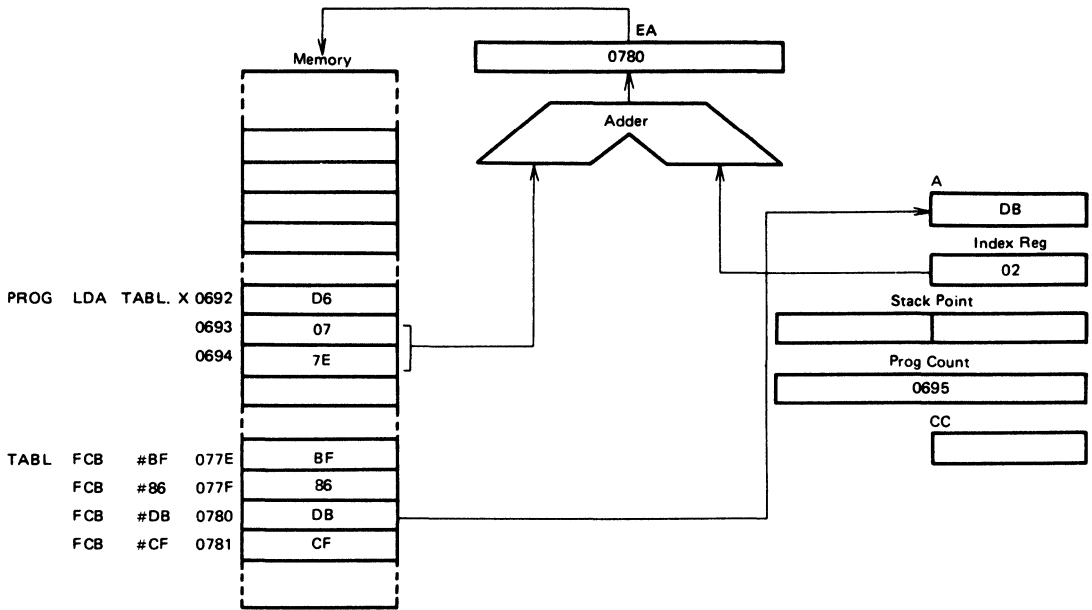 EA
Memory
0780
Adder
A
DB
Index Reg
02
PROG LDA TABL. X 0692 D6
Stack Point
0693 07
0694 7E
Prog Count
0695
CC
TABL FCB #BF 077E BF
FCB #86 077F 86
FCB #DB 0780 DB
FCB #CF 0781 CF